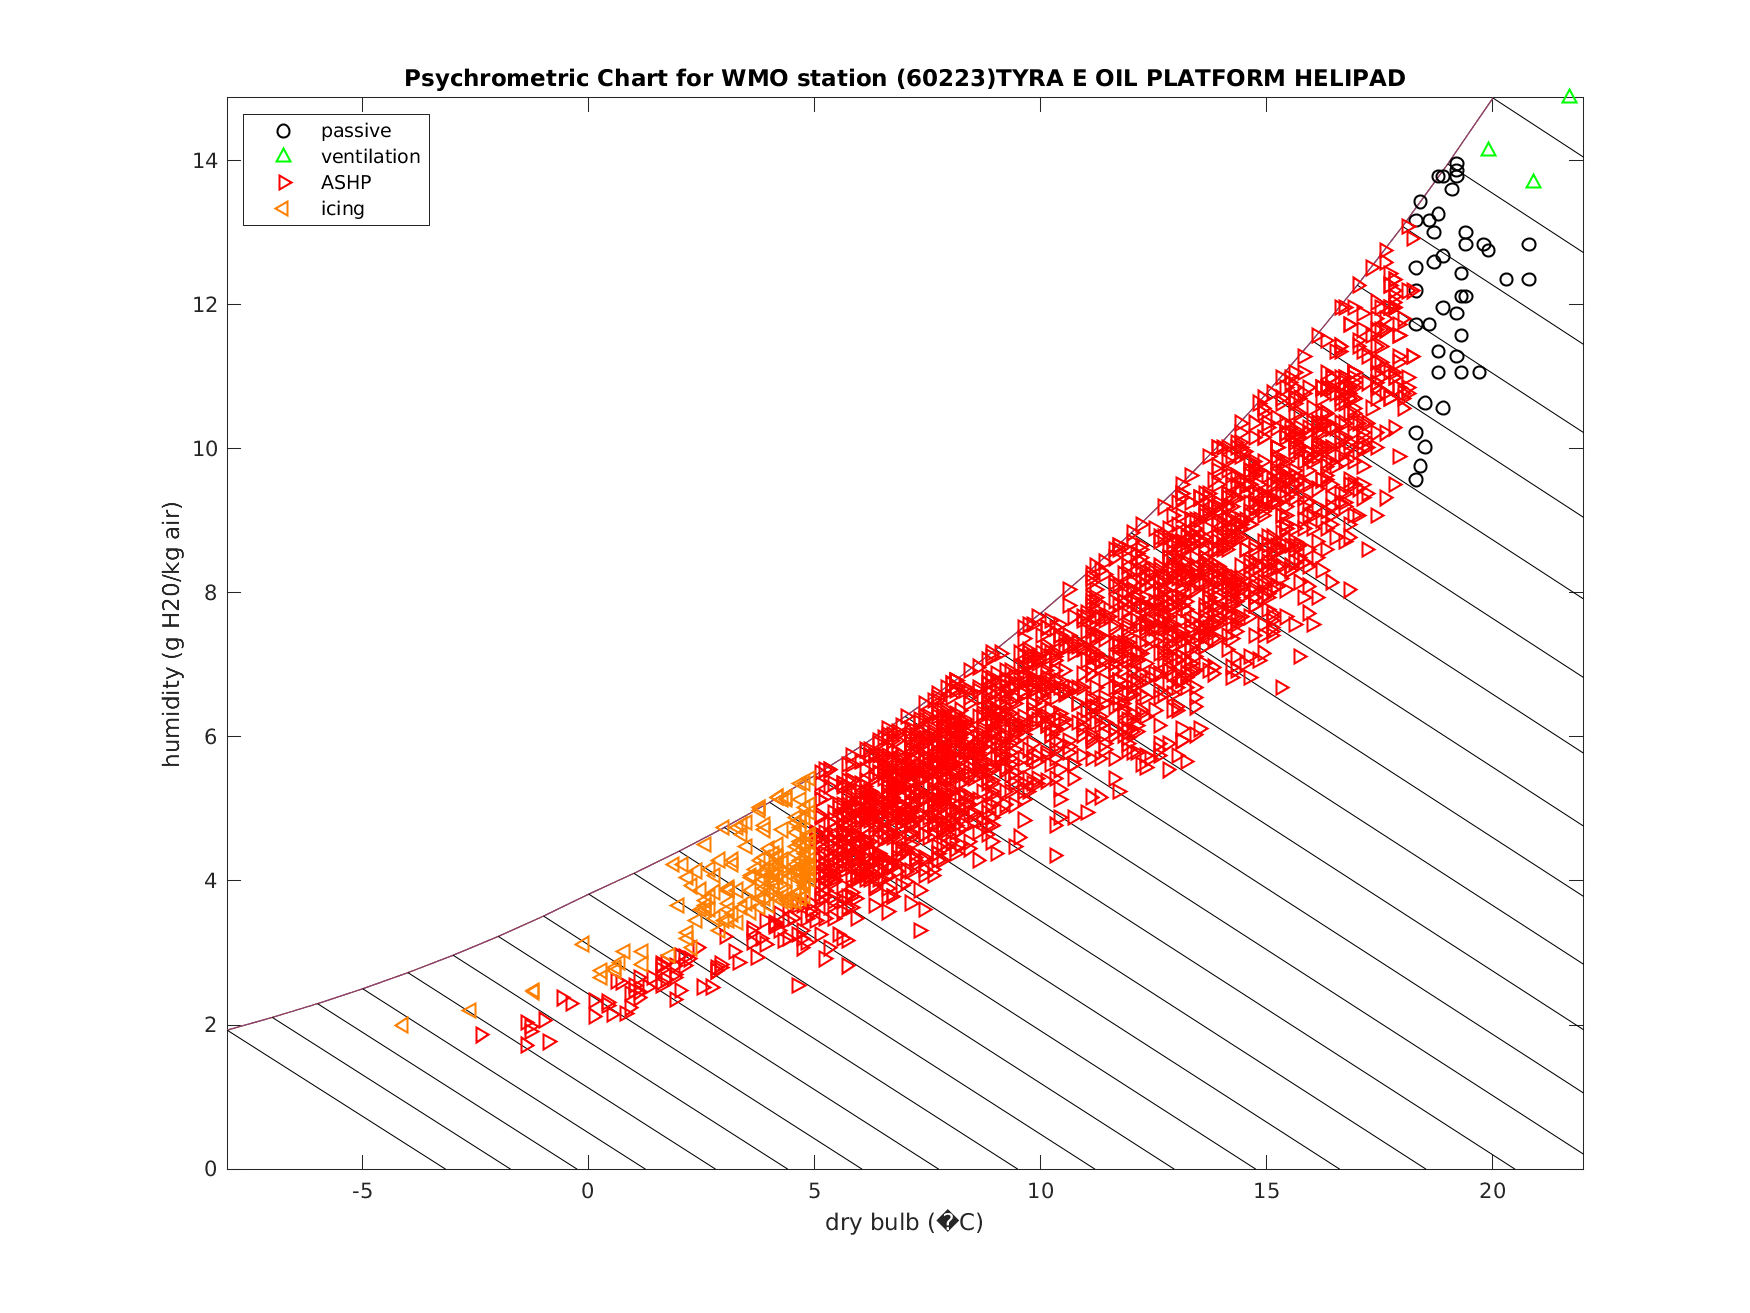 Psychrometric Chart for WMO station (60223)TYRA E OIL PLATFORM HELIPAD
passive
ventilation
ASHP
icing
14
12
10
8
6
4
2
0
humidity (g H20/kg air)
-5
0
5
10
15
20
dry bulb (�C)